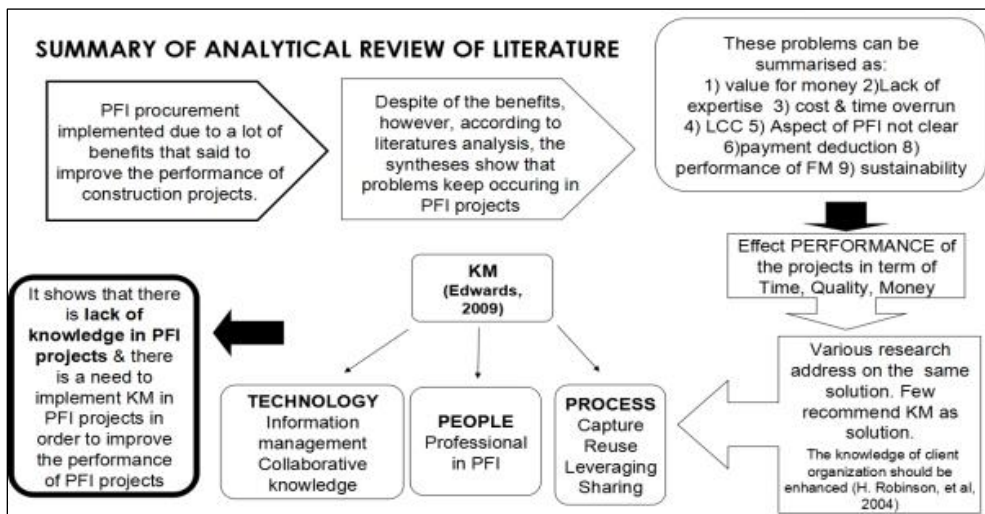 SUMMARY OF ANALYTICAL REVIEW OF LITERATURE
PFI procurement
implemented due to a lot of
benefits that said to
improve the performance of
construction projects.
Despite of the benefits,
however, according to
literatures analysis, the
syntheses show that
problems keep occuring in
PFI projects
These problems can be
summarised as:
1) value for money 2)Lack of
expertise 3) cost & time overrun
4) LCC 5) Aspect of PFI not clear
6)payment deduction 8)
performance of FM 9) sustainability
Effect PERFORMANCE of
the projects in term of
Time, Quality, Money
Various research
address on the same
solution. Few
recommend KM as
solution.
The knowledge of client
organization should be
enhanced (H. Robinson, et al,
2004)
KM
(Edwards,
2009)
TECHNOLOGY
Information
management
Collaborative
knowledge
PEOPLE
Professional
in PFI
PROCESS
Capture
Reuse
Leveraging
Sharing
It shows that there
is lack of
knowledge in PFI
projects & there
is a need to
implement KM in
PFI projects in
order to improve
the performance
of PFI projects